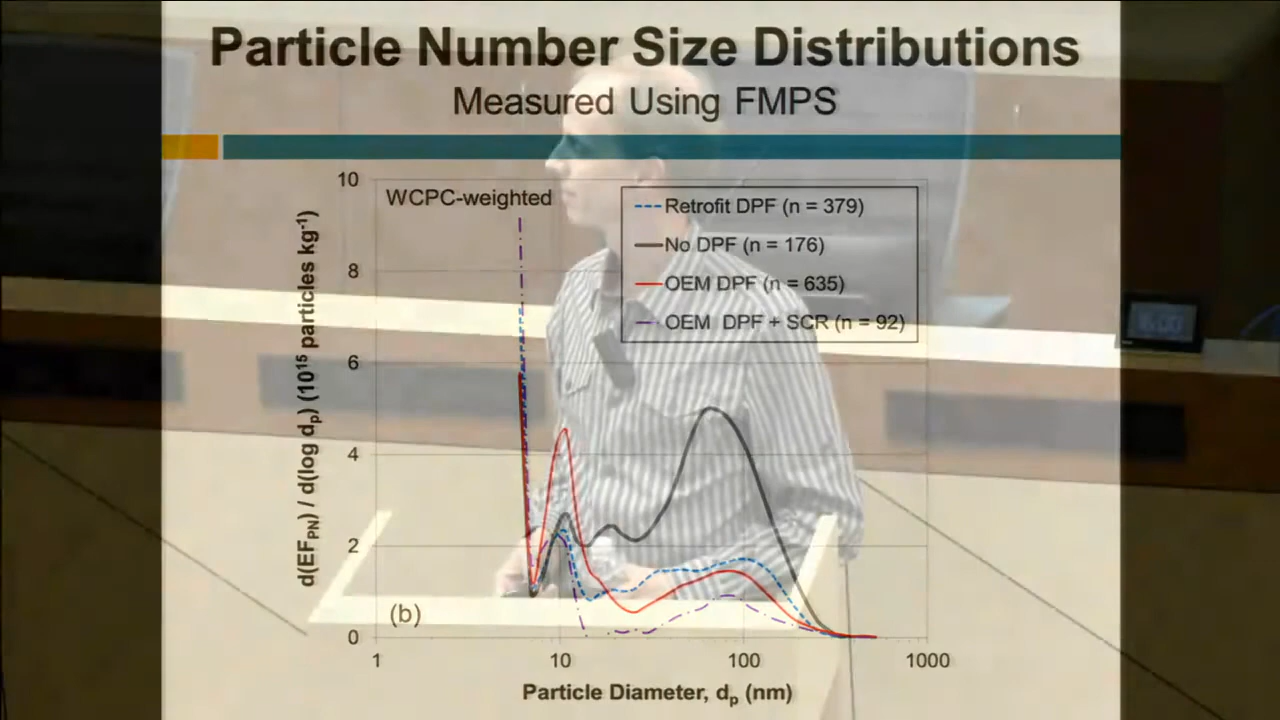 Particle Number Size Distributions
Measured Using FMPS
WCPC-weighted
Retrofit DPF (n = 379)
No DPF (n = 176)
OEM DPF (n = 635)
OEM DPF + SCR (n = 92)
d(EF_PN) / d(log d_p) (10^15 particles kg^-1)
10
8
6
4
2
0
(b)
1 10 100 1000
Particle Diameter, d_p (nm)